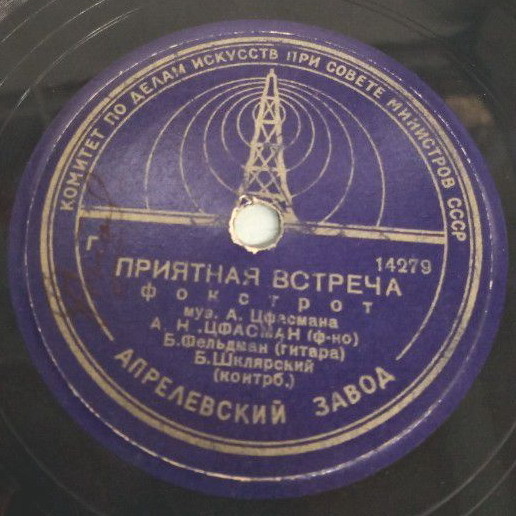 КОМИТЕТ ПО ДЕЛАМ ИСКУССТВ ПРИ СОВЕТЕ МИНИСТРОВ СССР
Г 14279
ПРИЯТНАЯ ВСТРЕЧА
фокстрот
муз. А. Цфасмана
А. Н. ЦФАСМАН (ф-но)
Б. Фельдман (гитара)
Б. Шклярский
(контрб.)
АПРЕЛЕВСКИЙ ЗАВОД